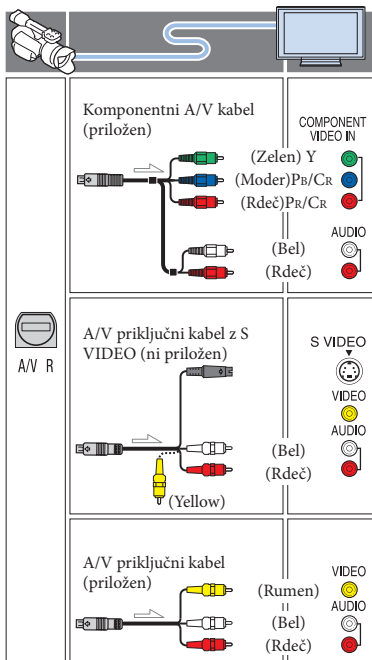 Komponentni A/V kabel
(priložen)
COMPONENT
VIDEO IN
(Zelen) Y
(Moder)PB/CR
(Rdeč)PR/CR
AUDIO
(Bel)
(Rdeč)
A/V R
A/V priključni kabel z S
VIDEO (ni priložen)
S VIDEO
VIDEO
AUDIO
(Bel)
(Rdeč)
(Yellow)
A/V priključni kabel
(priložen)
VIDEO
(Rumen)
AUDIO
(Bel)
(Rdeč)